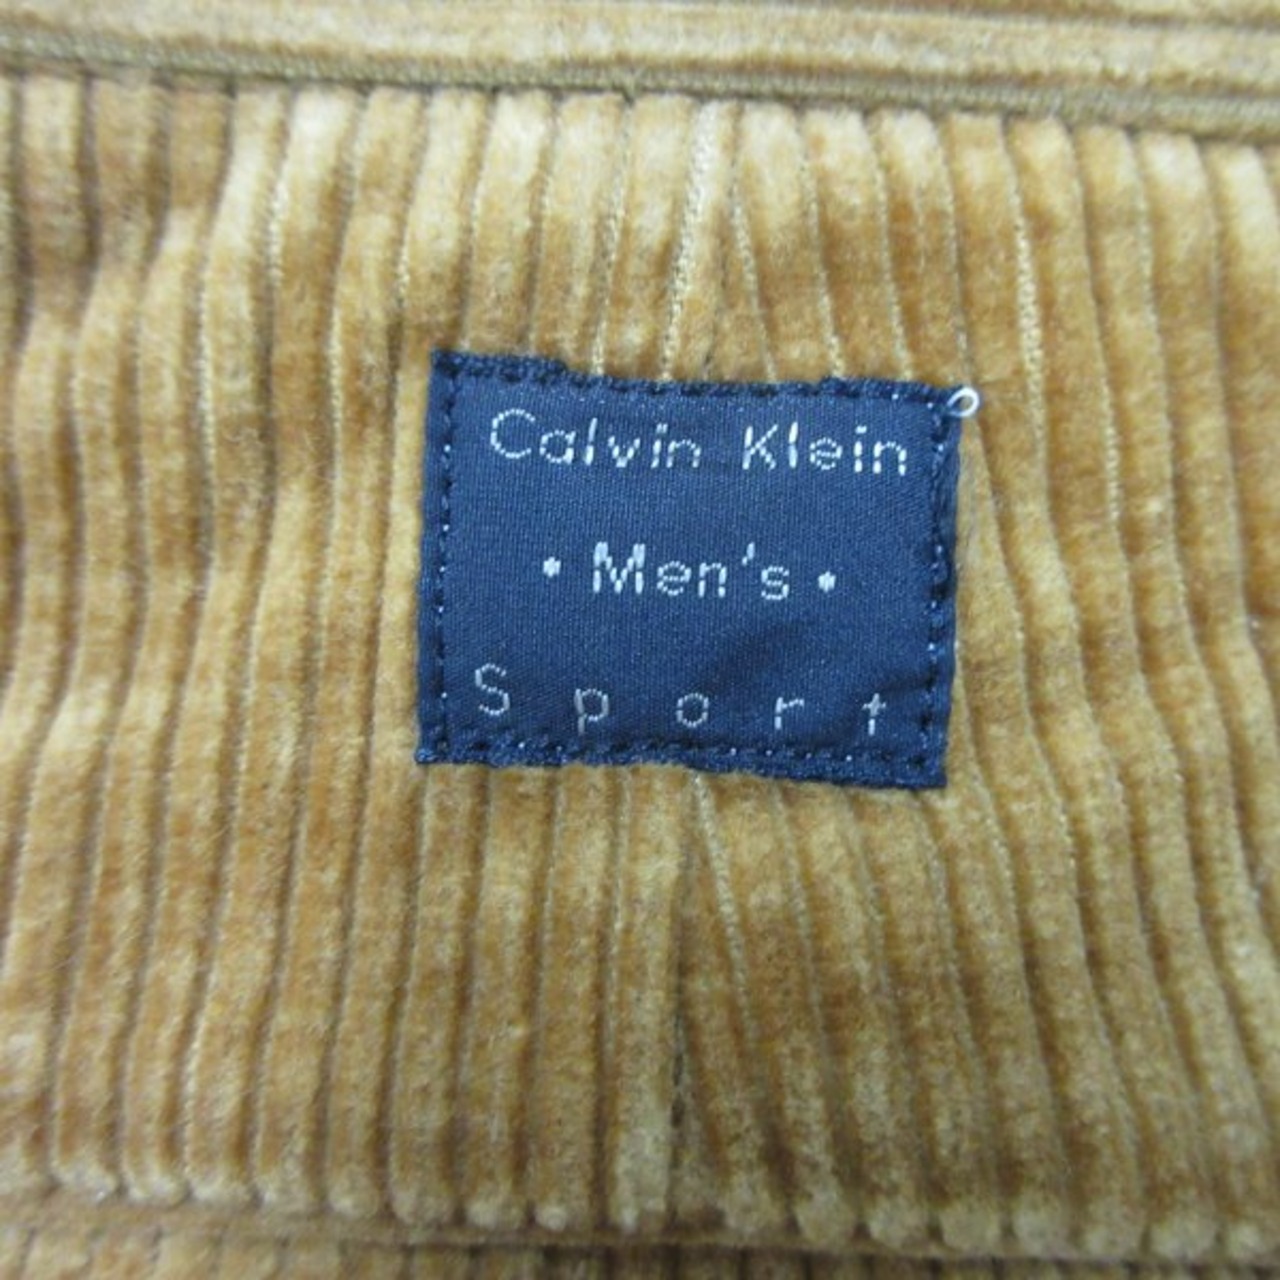 Calvin Klein
• Men's •
Sport